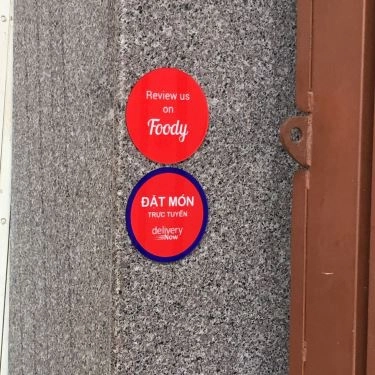 Review us
on
Foody
ĐẶT MÓN
TRỰC TUYẾN
delivery
Now